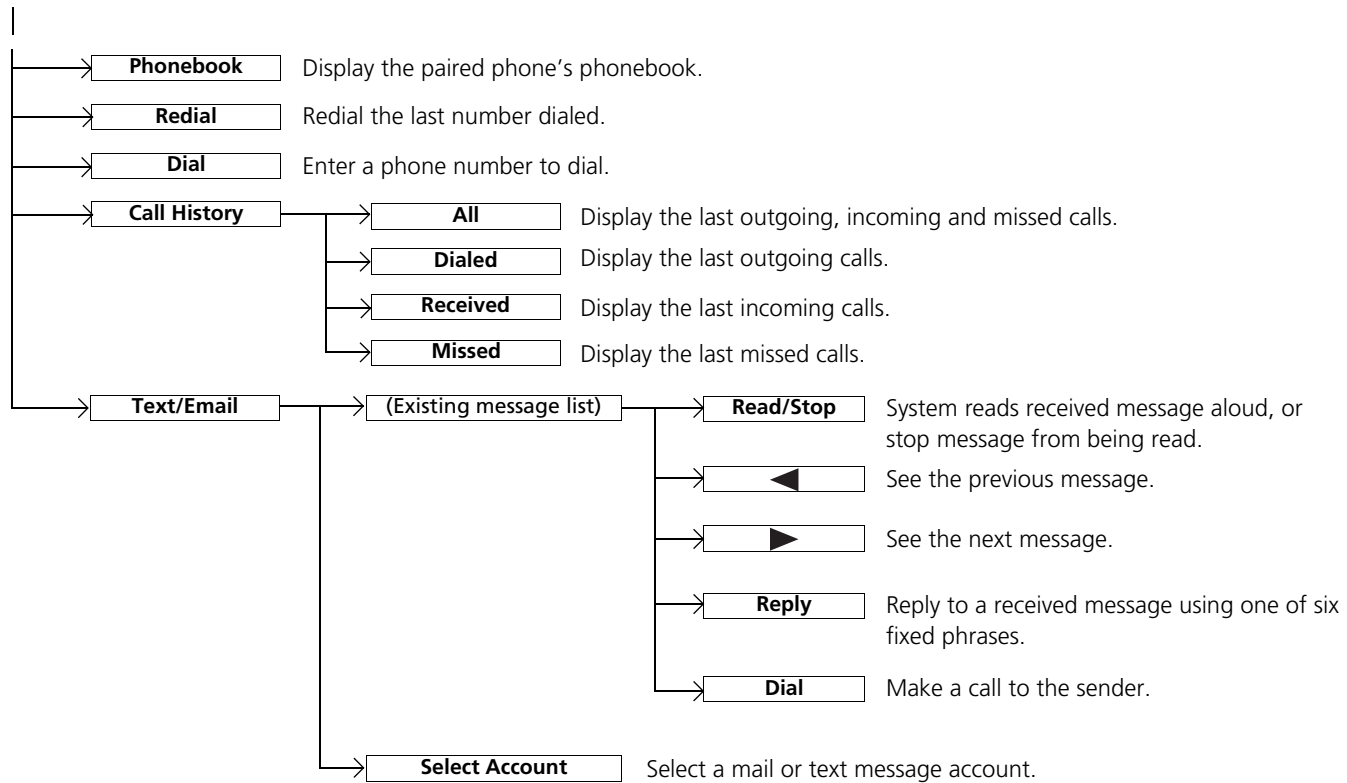 Phonebook Display the paired phone’s phonebook.
Redial Redial the last number dialed.
Dial Enter a phone number to dial.
Call History All Display the last outgoing, incoming and missed calls.
Dialed Display the last outgoing calls.
Received Display the last incoming calls.
Missed Display the last missed calls.
Text/Email (Existing message list) Read/Stop System reads received message aloud, or
stop message from being read.
See the previous message.
See the next message.
Reply Reply to a received message using one of six
fixed phrases.
Dial Make a call to the sender.
Select Account Select a mail or text message account.